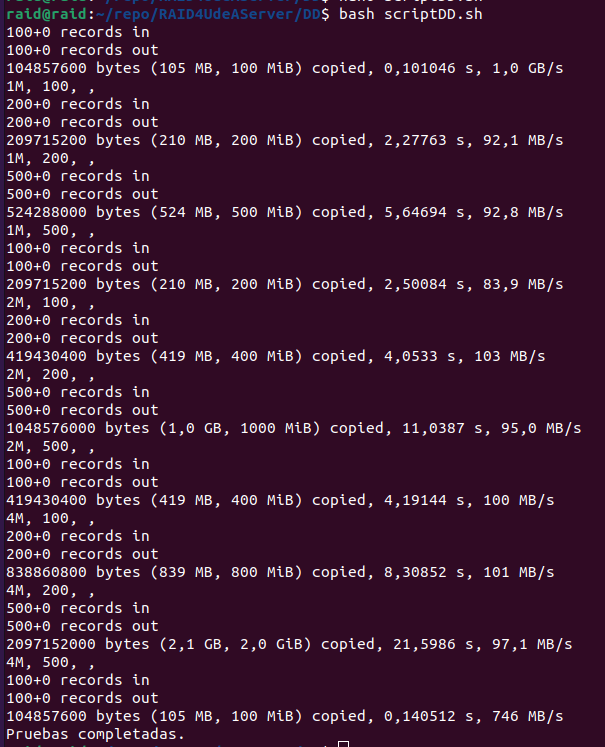 raid@raid:~/repo/RAID4UdeAServer/DD$ bash scriptDD.sh
100+0 records in
100+0 records out
104857600 bytes (105 MB, 100 MiB) copied, 0,101046 s, 1,0 GB/s
1M, 100, ,
200+0 records in
200+0 records out
209715200 bytes (210 MB, 200 MiB) copied, 2,27763 s, 92,1 MB/s
1M, 200, ,
500+0 records in
500+0 records out
524288000 bytes (524 MB, 500 MiB) copied, 5,64694 s, 92,8 MB/s
1M, 500, ,
100+0 records in
100+0 records out
209715200 bytes (210 MB, 200 MiB) copied, 2,50084 s, 83,9 MB/s
2M, 100, ,
200+0 records in
200+0 records out
419430400 bytes (419 MB, 400 MiB) copied, 4,0533 s, 103 MB/s
2M, 200, ,
500+0 records in
500+0 records out
1048576000 bytes (1,0 GB, 1000 MiB) copied, 11,0387 s, 95,0 MB/s
2M, 500, ,
100+0 records in
100+0 records out
419430400 bytes (419 MB, 400 MiB) copied, 4,19144 s, 100 MB/s
4M, 100, ,
200+0 records in
200+0 records out
838860800 bytes (839 MB, 800 MiB) copied, 8,30852 s, 101 MB/s
4M, 200, ,
500+0 records in
500+0 records out
2097152000 bytes (2,1 GB, 2,0 GiB) copied, 21,5986 s, 97,1 MB/s
4M, 500, ,
100+0 records in
100+0 records out
104857600 bytes (105 MB, 100 MiB) copied, 0,140512 s, 746 MB/s
Pruebas completadas.